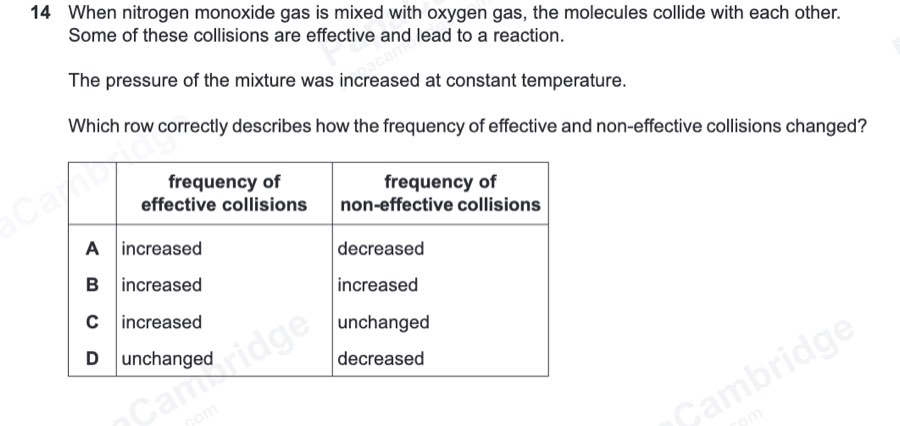 14 When nitrogen monoxide gas is mixed with oxygen gas, the molecules collide with each other.
Some of these collisions are effective and lead to a reaction.
The pressure of the mixture was increased at constant temperature.
Which row correctly describes how the frequency of effective and non-effective collisions changed?
frequency of effective collisions frequency of non-effective collisions
A increased decreased
B increased increased
C increased unchanged
D unchanged decreased